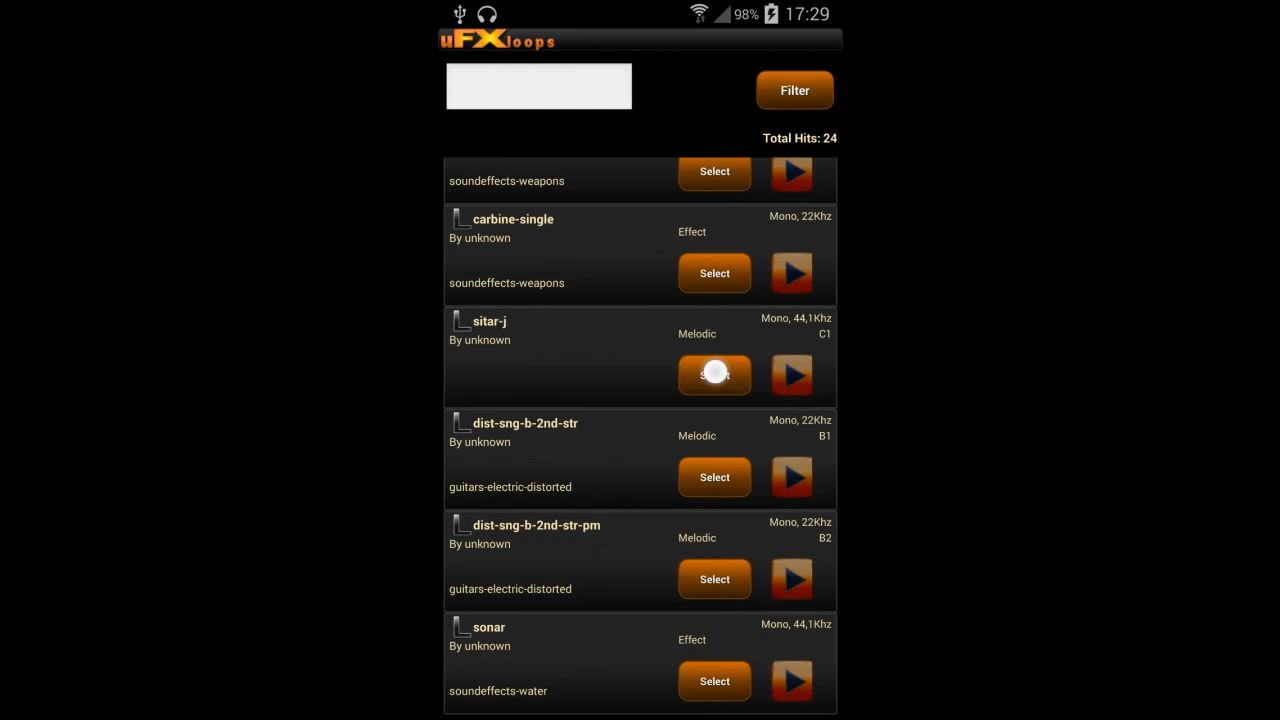 98% 17:29
uFXloops
Filter
Total Hits: 24
soundeffects-weapons
Select
carbine-single
Mono, 22Khz
By unknown
Effect
soundeffects-weapons
Select
sitar-j
Mono, 44,1Khz
By unknown
Melodic
C1
dist-sng-b-2nd-str
Mono, 22Khz
By unknown
Melodic
B1
guitars-electric-distorted
Select
dist-sng-b-2nd-str-pm
Mono, 22Khz
By unknown
Melodic
B2
guitars-electric-distorted
Select
sonar
Mono, 44,1Khz
By unknown
Effect
soundeffects-water
Select